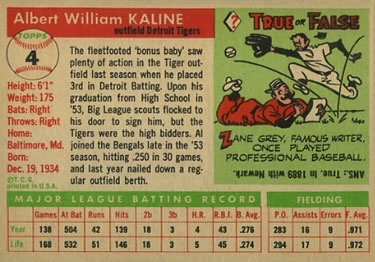 Albert William KALINE
outfield Detroit Tigers
TOPPS
4
Height: 6'1"
Weight: 175
Bats: Right
Throws: Right
Home:
Baltimore, Md.
Born:
Dec. 19, 1934
© T. C. G.
PRINTED IN U.S.A.
The fleetfooted 'bonus baby' saw
plenty of action in the Tiger out-
field last season when he placed
3rd in Detroit Batting. Upon his
graduation from High School in
'53, Big League scouts flocked to
his door to sign him, but the
Tigers were the high bidders. Al
joined the Bengals late in the '53
season, hitting .250 in 30 games,
and last year nailed down a reg-
ular outfield berth.
?
TRUE OR FALSE
ZANE GREY, FAMOUS WRITER,
ONCE PLAYED
PROFESSIONAL BASEBALL.
ANS.: True. In
1889 with Newark.
MAJOR LEAGUE BATTING RECORD
FIELDING
Games At Bat Runs Hits 2b 3b H.R. R.B.I. B. Avg. P.O. Assists Errors F. Avg.
Year 138 504 42 139 18 3 4 43 .276 283 16 9 .971
Life 168 532 51 146 18 3 5 45 .274 294 17 9 .972